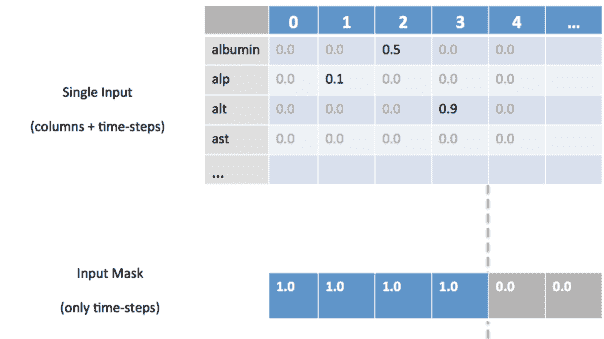 0 1 2 3 4 ...
albumin 0.0 0.0 0.5 0.0 0.0
alp 0.0 0.1 0.0 0.0 0.0
Single Input
alt 0.0 0.0 0.0 0.9 0.0
(columns + time-steps)
ast 0.0 0.0 0.0 0.0 0.0
...
Input Mask
1.0 1.0 1.0 1.0 0.0 0.0
(only time-steps)